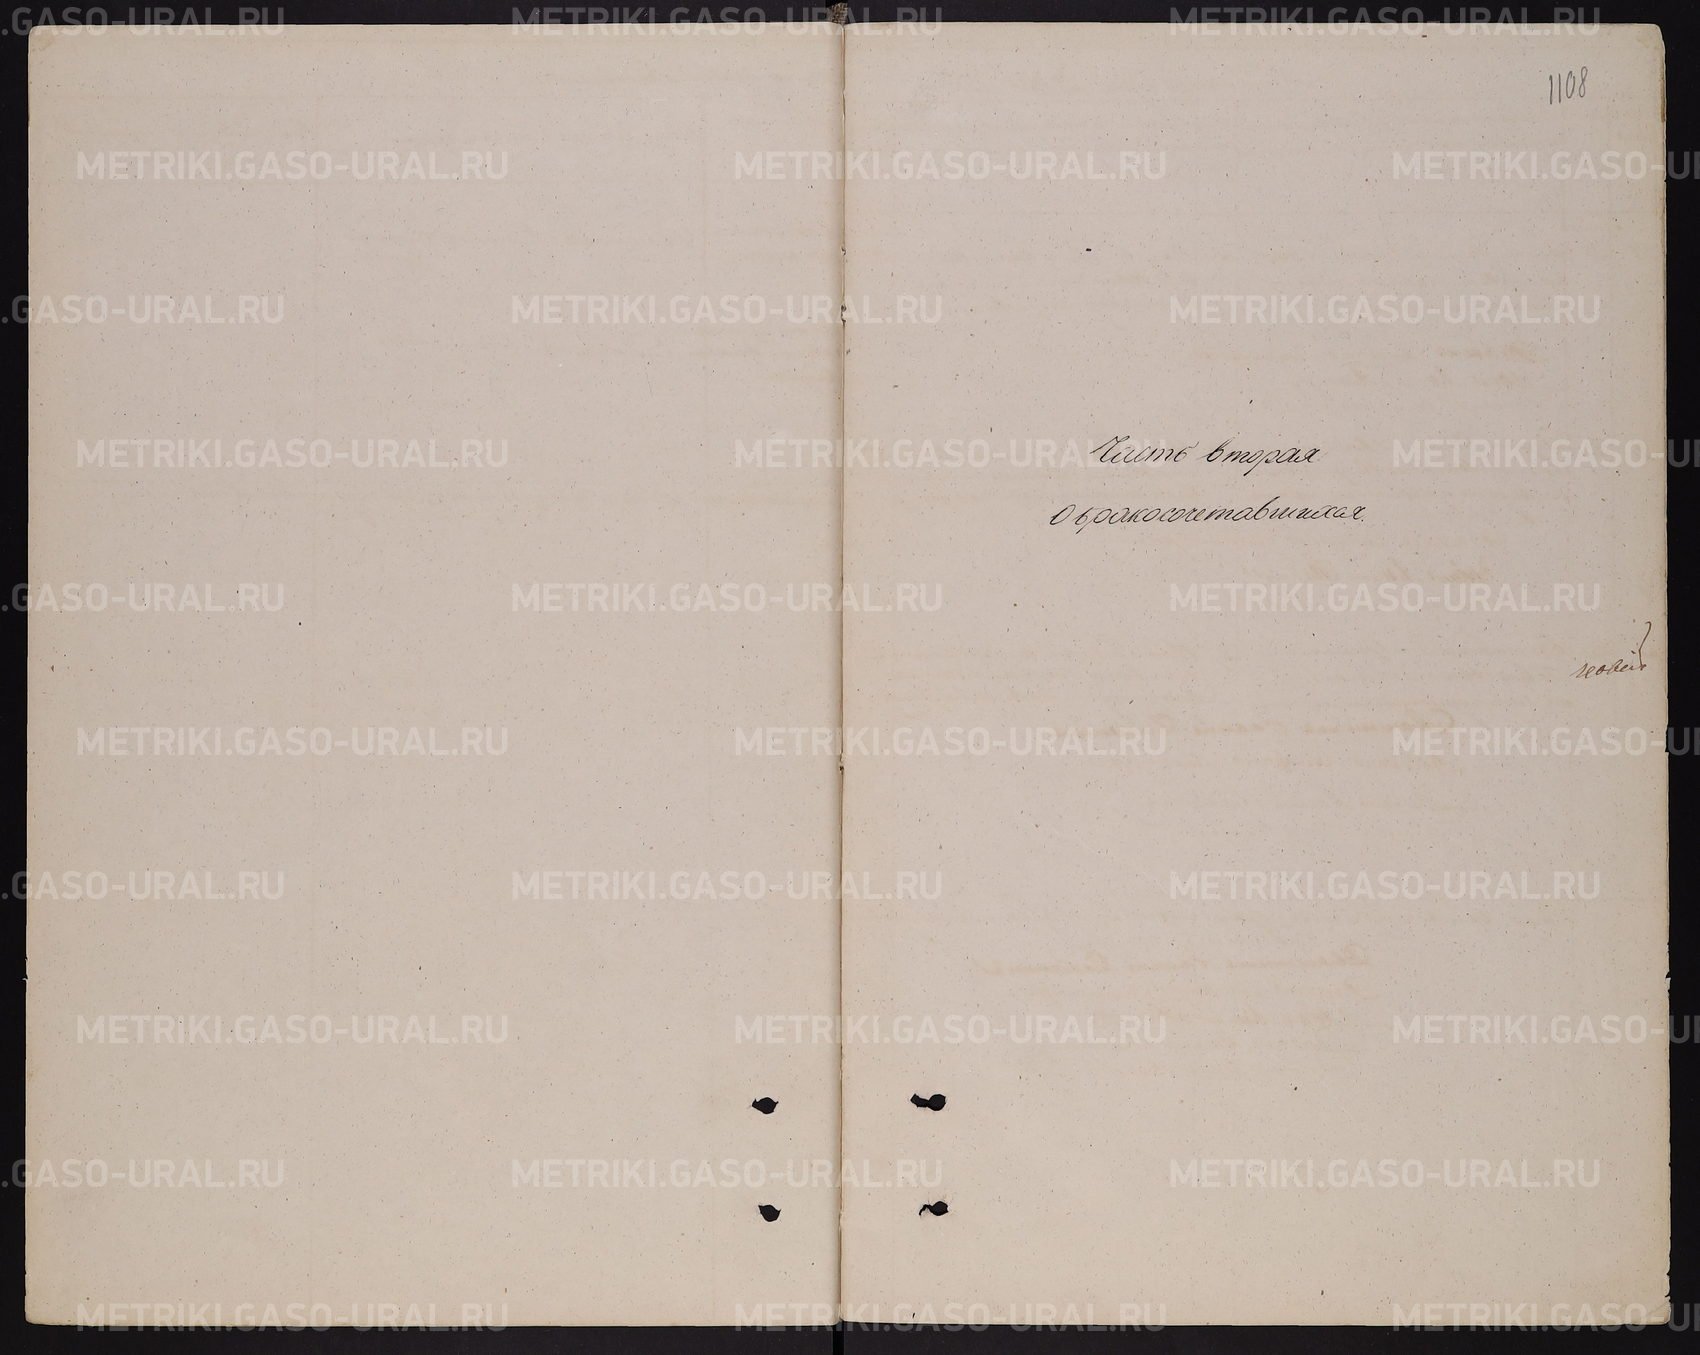 1108
Часть вторая
О бракосочетавшихся.